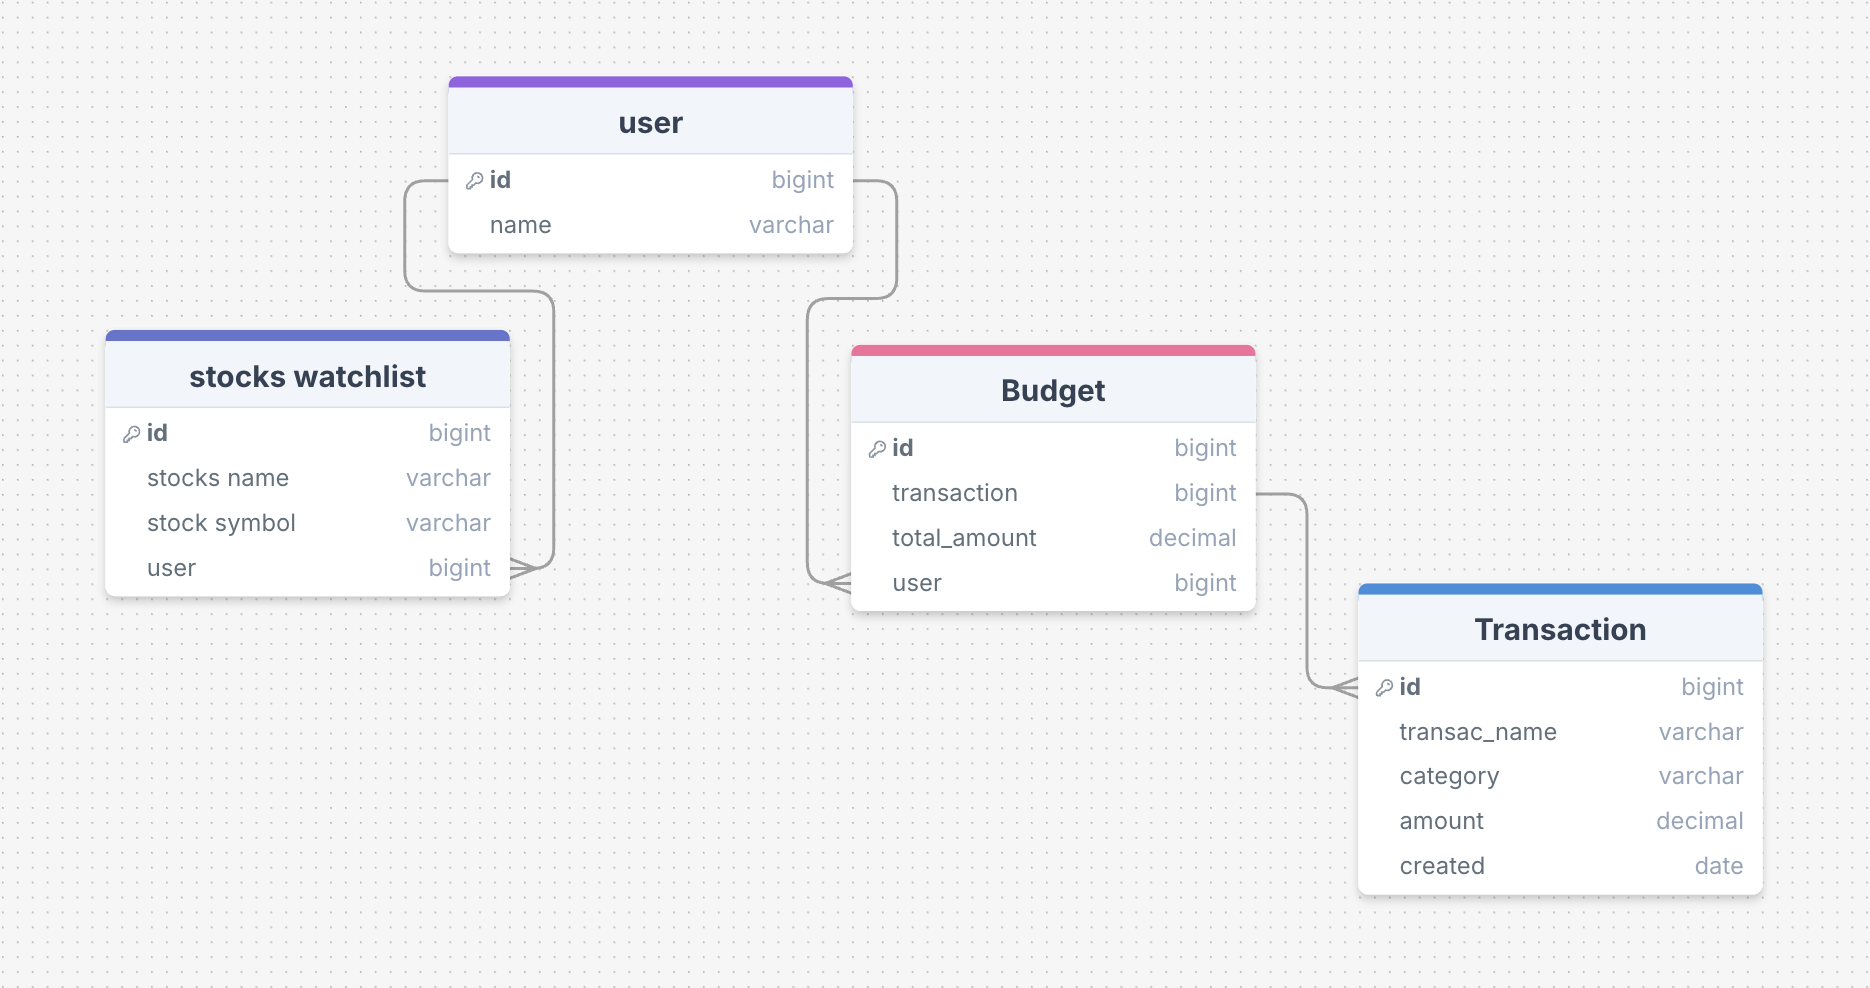 user
id bigint
name varchar
stocks watchlist
id bigint
stocks name varchar
stock symbol varchar
user bigint
Budget
id bigint
transaction bigint
total_amount decimal
user bigint
Transaction
id bigint
transac_name varchar
category varchar
amount decimal
created date